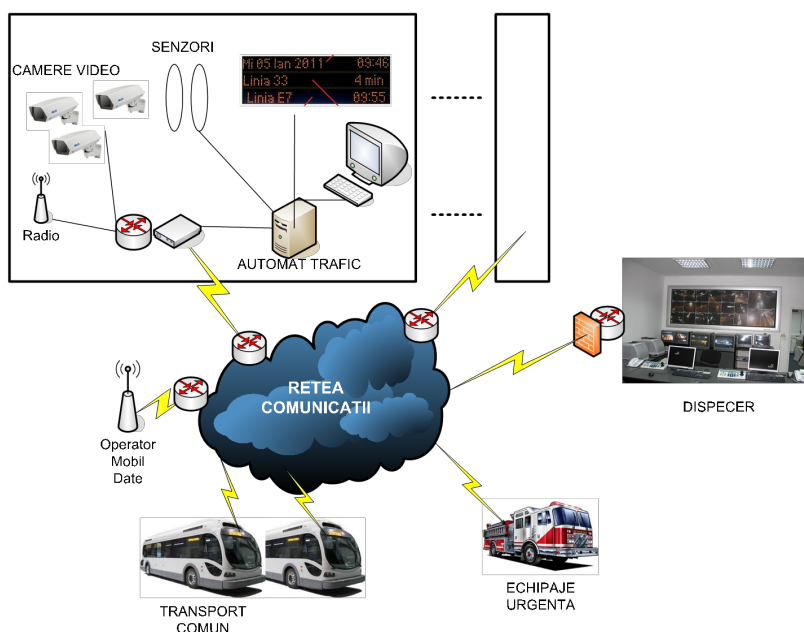 SENZORI
CAMERE VIDEO
Mi 05 Ian 2011 09:46
Linia 33 4 min
Linia E7 09:55
Radio
AUTOMAT TRAFIC
RETEA
COMUNICATII
DISPECER
Operator
Mobil
Date
TRANSPORT
COMUN
ECHIPAJE
URGENTA